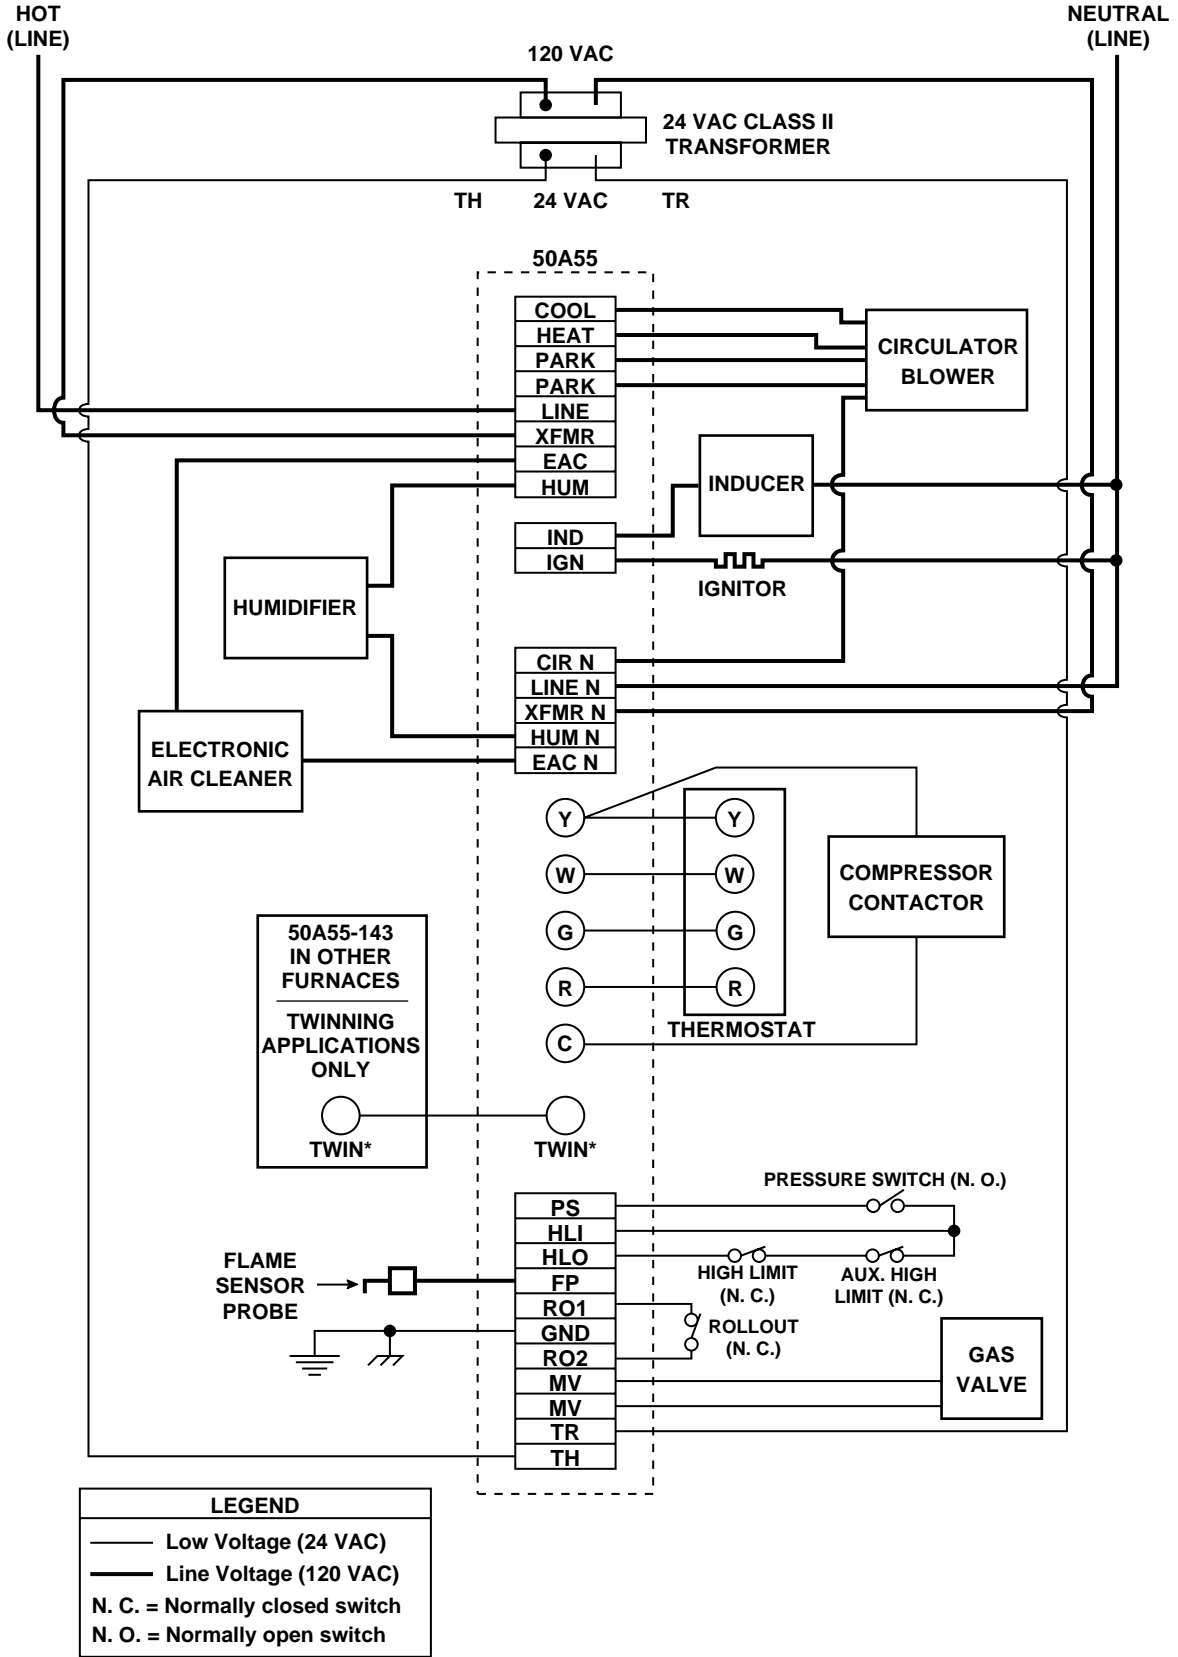 HOT
(LINE)
NEUTRAL
(LINE)
120 VAC
24 VAC CLASS II
TRANSFORMER
TH
24 VAC
TR
50A55
COOL
HEAT
PARK
PARK
LINE
XFMR
EAC
HUM
CIRCULATOR
BLOWER
INDUCER
IND
IGN
IGNITOR
HUMIDIFIER
CIR N
LINE N
XFMR N
HUM N
EAC N
ELECTRONIC
AIR CLEANER
Y
Y
W
W
G
G
R
R
C
THERMOSTAT
COMPRESSOR
CONTACTOR
50A55-143
IN OTHER
FURNACES
TWINNING
APPLICATIONS
ONLY
TWIN*
TWIN*
PRESSURE SWITCH (N. O.)
PS
HLI
HLO
FP
RO1
GND
RO2
MV
MV
TR
TH
HIGH LIMIT
(N. C.)
AUX. HIGH
LIMIT (N. C.)
FLAME
SENSOR
PROBE
ROLLOUT
(N. C.)
GAS
VALVE
LEGEND
Low Voltage (24 VAC)
Line Voltage (120 VAC)
N. C. = Normally closed switch
N. O. = Normally open switch